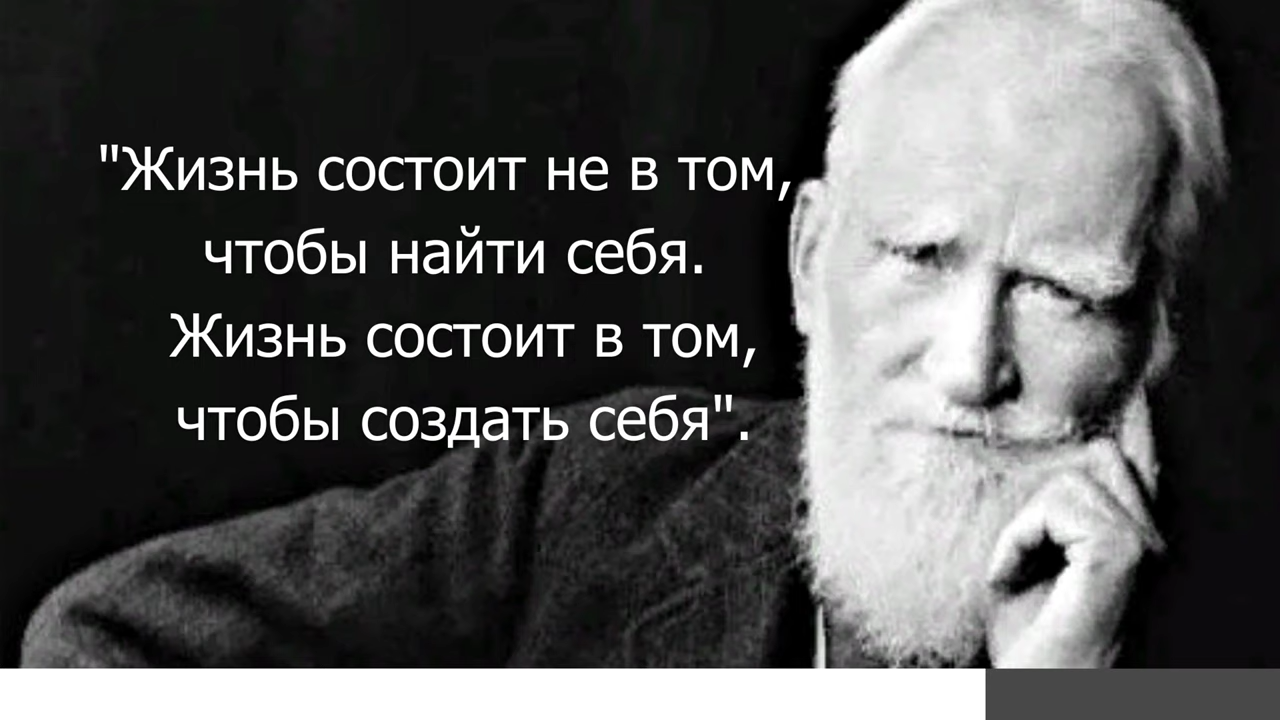 "Жизнь состоит не в том,
чтобы найти себя.
Жизнь состоит в том,
чтобы создать себя".